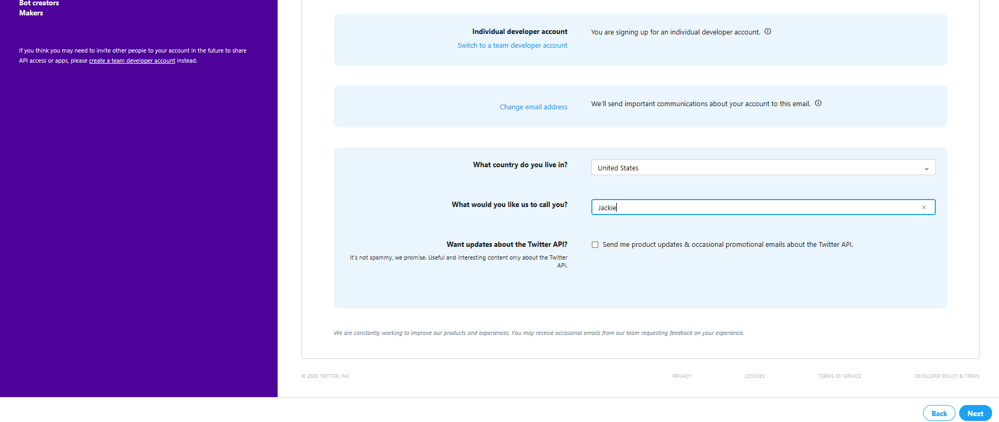 Bot creators
Makers
If you think you may need to invite other people to your account in the future to share
API access or apps, please create a team developer account instead.
Individual developer account
You are signing up for an individual developer account.
Switch to a team developer account
Change email address
We'll send important communications about your account to this email.
What country do you live in?
United States
What would you like us to call you?
Jackie
Want updates about the Twitter API?
Send me product updates & occasional promotional emails about the Twitter API.
It's not spammy, we promise. Useful and interesting content only about the Twitter
API.
We are constantly working to improve our products and experiences. You may receive occasional emails from our team requesting feedback on your experience.
© 2020 TWITTER, INC
PRIVACY
COOKIES
TERMS OF SERVICE
DEVELOPER POLICY & TERMS
Back
Next